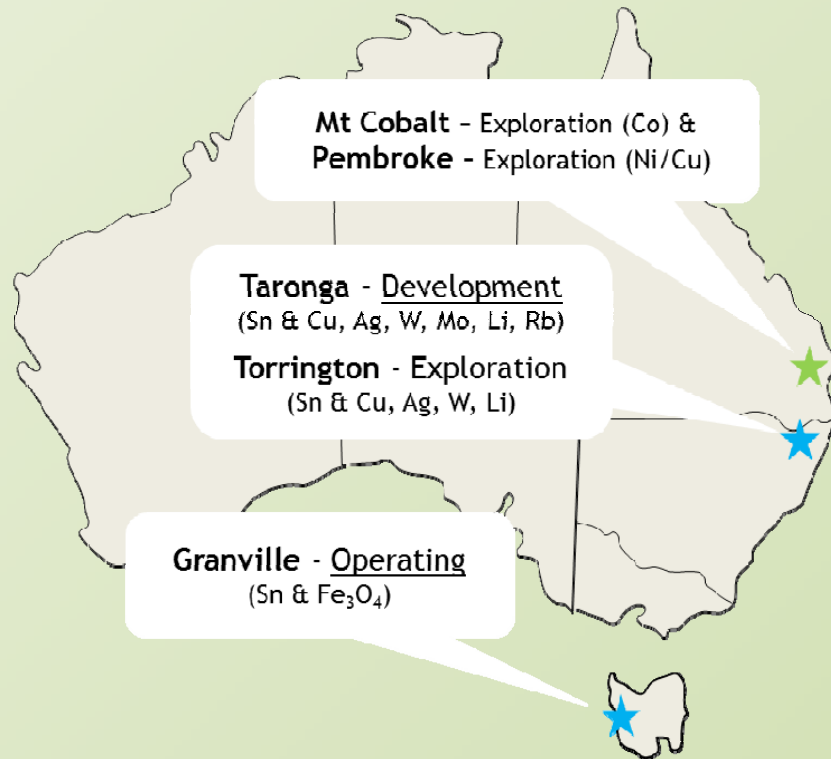 Mt Cobalt – Exploration (Co) &
Pembroke - Exploration (Ni/Cu)
Taronga - Development
(Sn & Cu, Ag, W, Mo, Li, Rb)
Torrington - Exploration
(Sn & Cu, Ag, W, Li)
Granville - Operating
(Sn & Fe₃O₄)